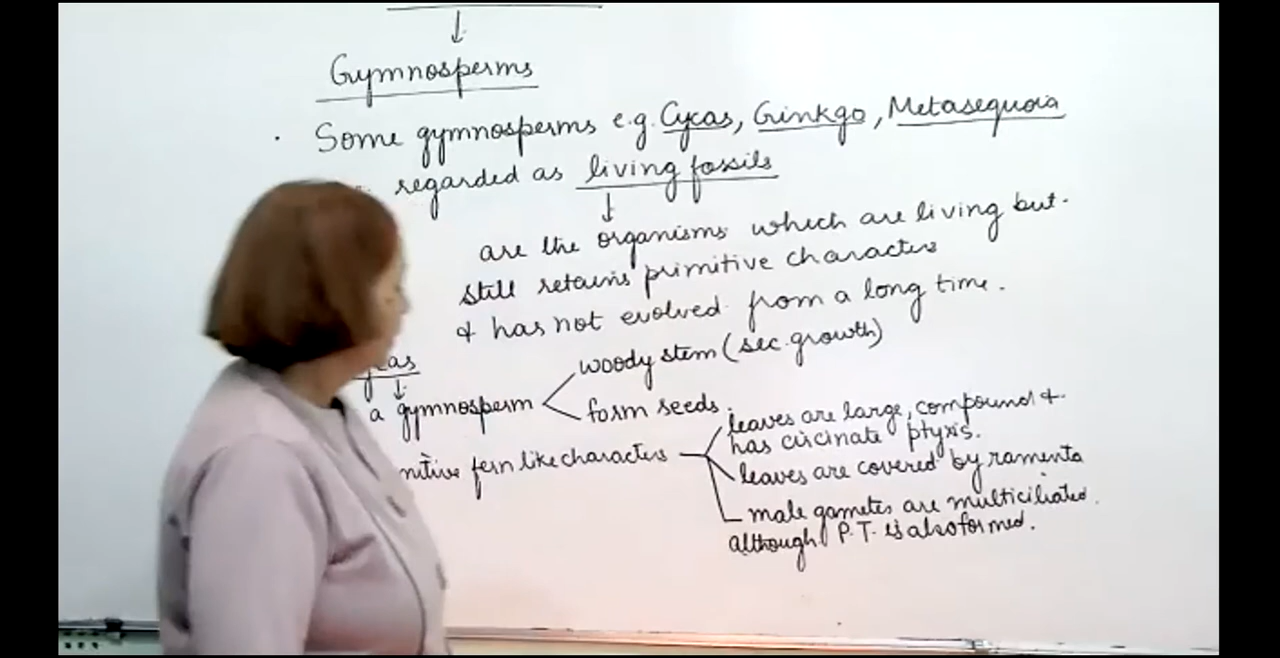 Gymnosperms
· Some gymnosperms e.g. Cycas, Ginkgo, Metasequoia
regarded as living fossils
are the organisms which are living but
still retains primitive characters
& has not evolved from a long time.
woody stem (sec. growth)
a gymnosperm
form seeds.
leaves are large, compound &
has circinate ptyxis.
fern like characters
leaves are covered by ramenta
male gametes are multiciliated.
although P.T. is also formed.